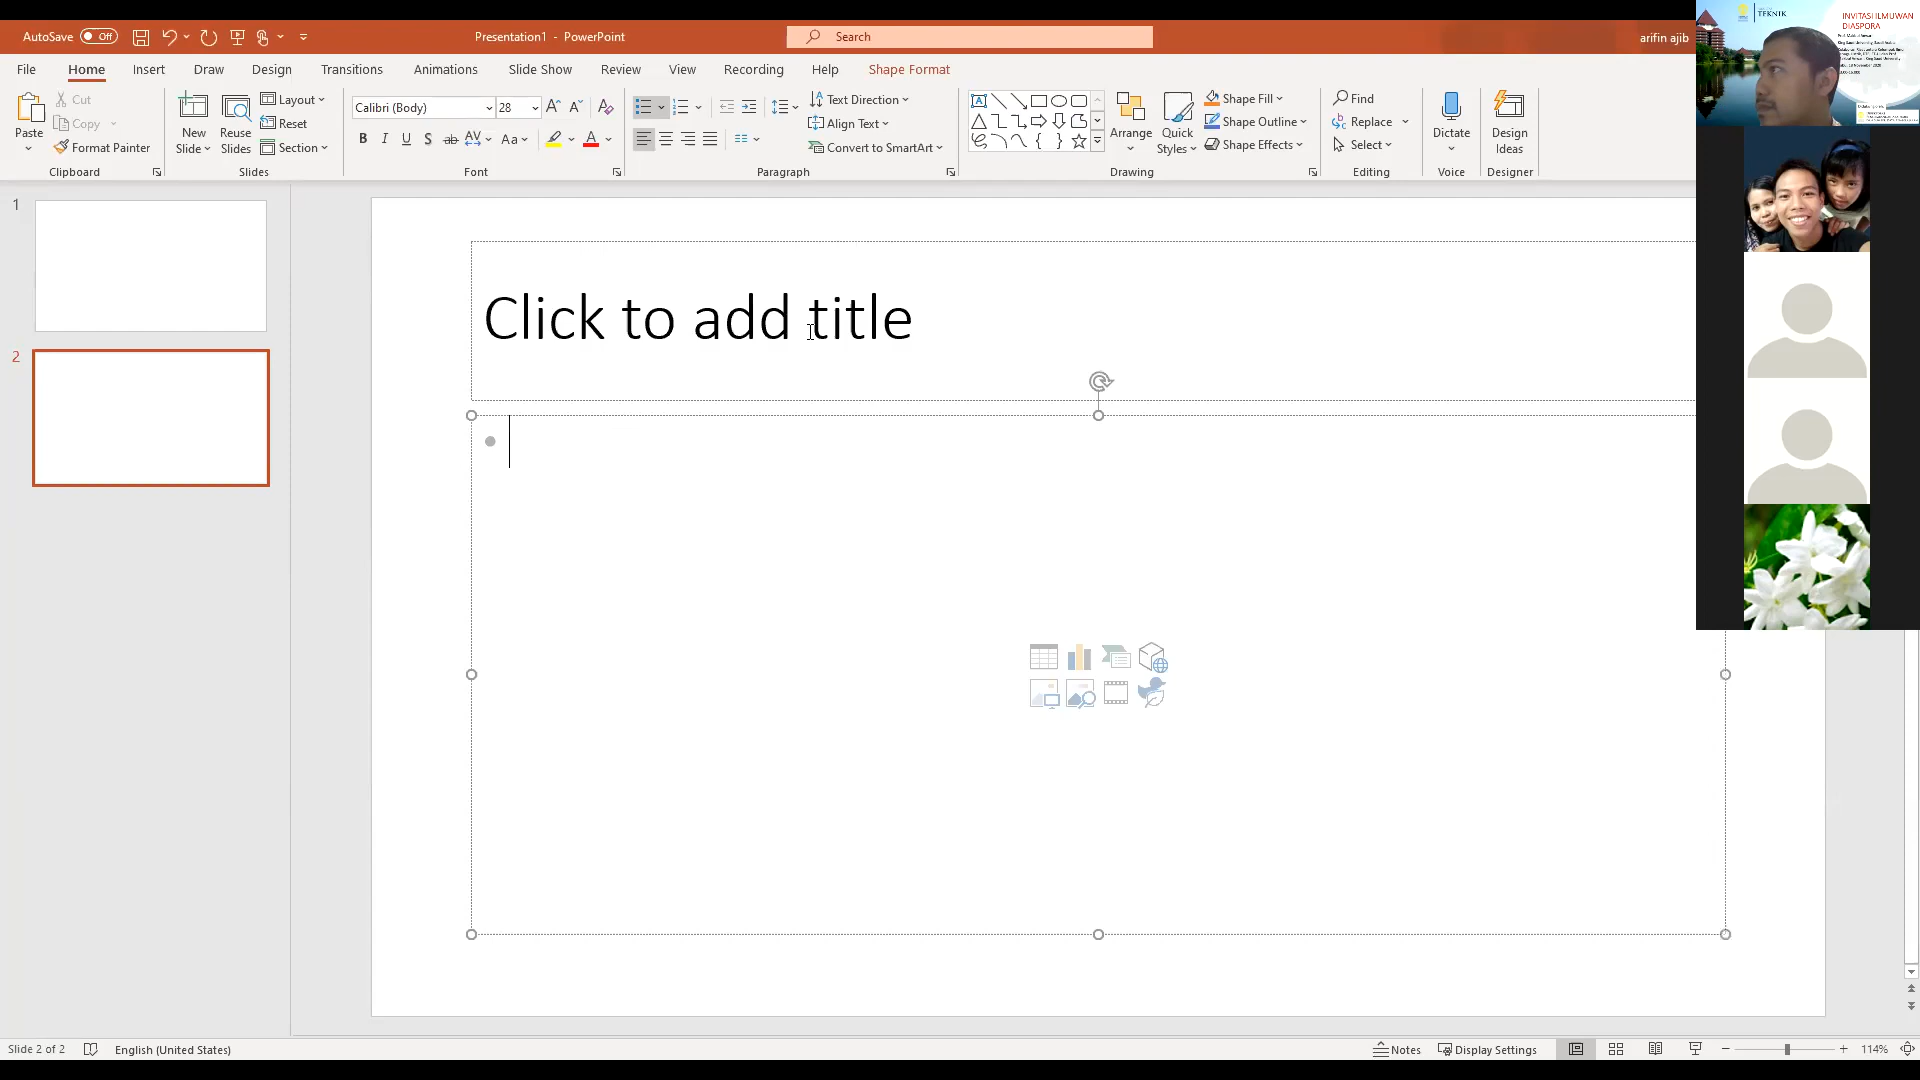 AutoSave Off
Presentation1 - PowerPoint
Search
arifin ajib
File Home Insert Draw Design Transitions Animations Slide Show Review View Recording Help Shape Format
Paste
Cut
Copy
Format Painter
Clipboard
New Slide
Reuse Slides
Layout
Reset
Section
Slides
Calibri (Body) 28
Font
Paragraph
Text Direction
Align Text
Convert to SmartArt
Arrange
Quick Styles
Shape Fill
Shape Outline
Shape Effects
Drawing
Find
Replace
Select
Editing
Dictate
Voice
Design Ideas
Designer
TEKNIK
INVITASI ILMUWAN
DIASPORA
1
2
Click to add title
Slide 2 of 2
English (United States)
Notes
Display Settings
114%